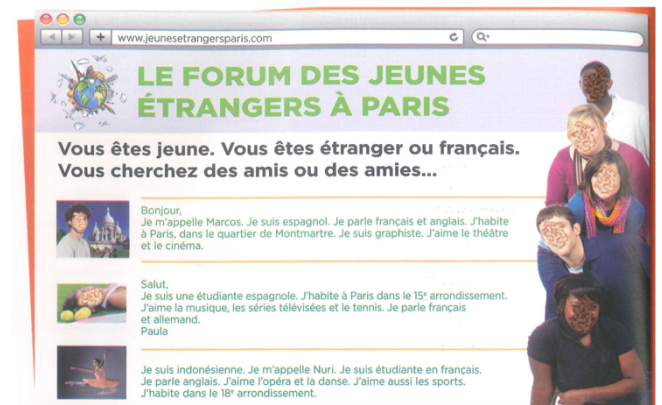 www.jeunesetrangersparis.com
LE FORUM DES JEUNES
ÉTRANGERS À PARIS
Vous êtes jeune. Vous êtes étranger ou français.
Vous cherchez des amis ou des amies...
Bonjour,
Je m'appelle Marcos. Je suis espagnol. Je parle français et anglais. J'habite
à Paris, dans le quartier de Montmartre. Je suis graphiste. J'aime le théâtre
et le cinéma.
Salut,
Je suis une étudiante espagnole. J'habite à Paris dans le 15e arrondissement.
J'aime la musique, les séries télévisées et le tennis. Je parle français
et allemand.
Paula
Je suis indonésienne. Je m'appelle Nuri. Je suis étudiante en français.
Je parle anglais. J'aime l'opéra et la danse. J'aime aussi les sports.
J'habite dans le 18e arrondissement.